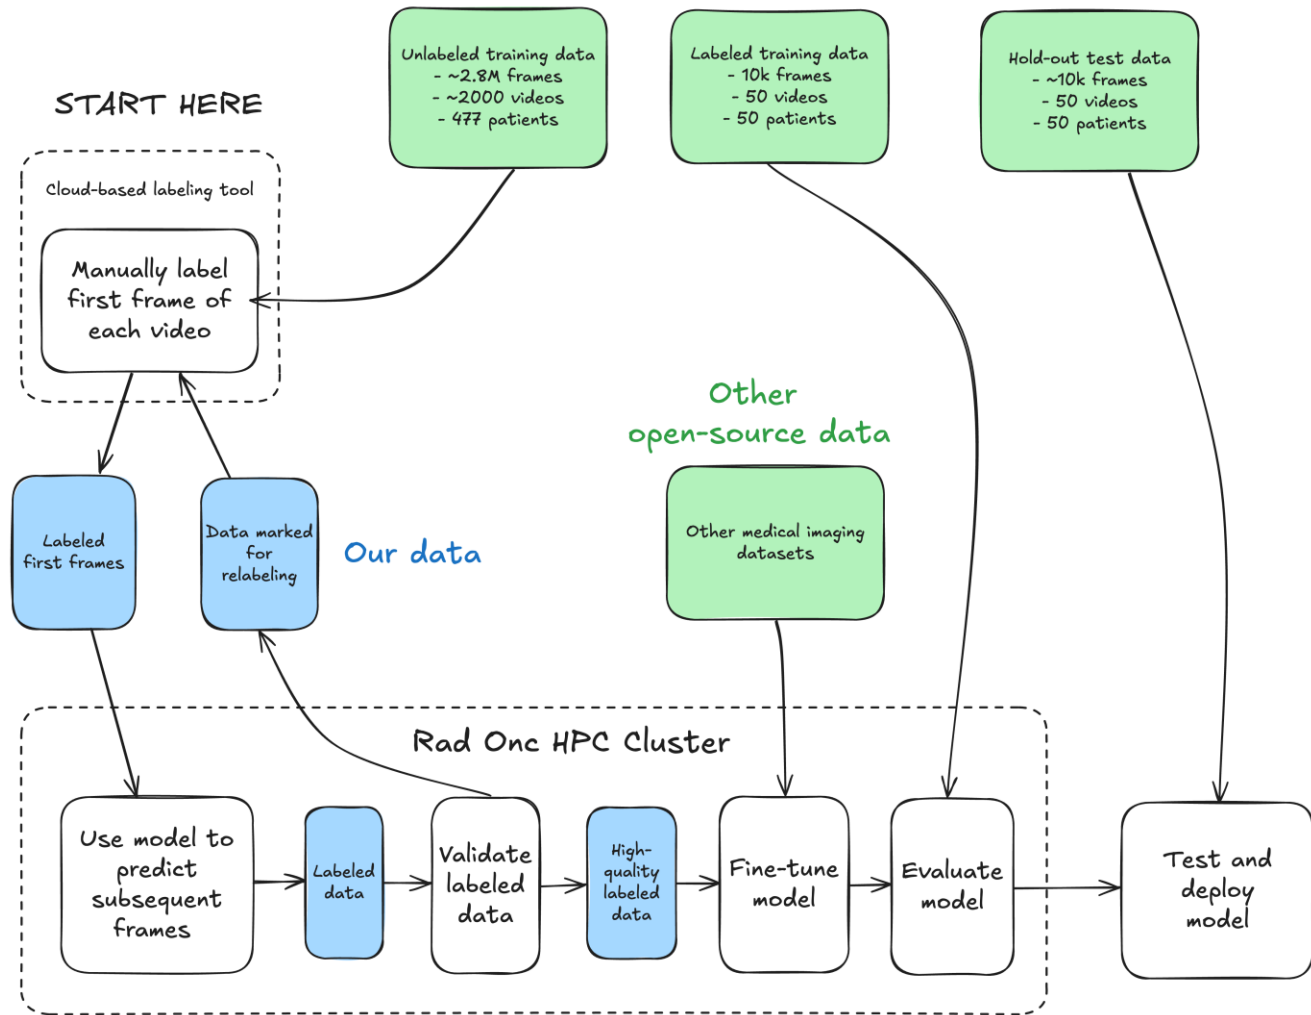 Unlabeled training data
- ~2.8M frames
- ~2000 videos
- 477 patients
Labeled training data
- 10k frames
- 50 videos
- 50 patients
Hold-out test data
- ~10k frames
- 50 videos
- 50 patients
START HERE
Cloud-based labeling tool
Manually label
first frame of
each video
Other
open-source data
Labeled
first frames
Data marked
for
relabeling
Our data
Other medical imaging
datasets
Rad Onc HPC Cluster
Use model to
predict
subsequent
frames
Labeled
data
Validate
labeled
data
High-
quality
labeled
data
Fine-tune
model
Evaluate
model
Test and
deploy
model